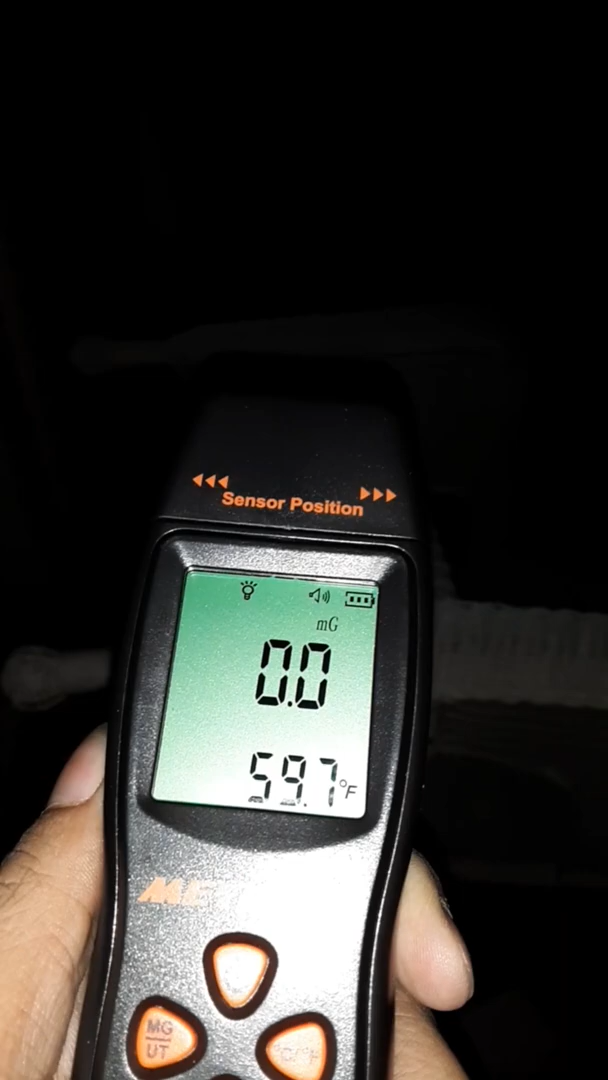 ◀◀◀ Sensor Position ▶▶▶
mG
0.0
59.7°F
MG
UT
°C/°F